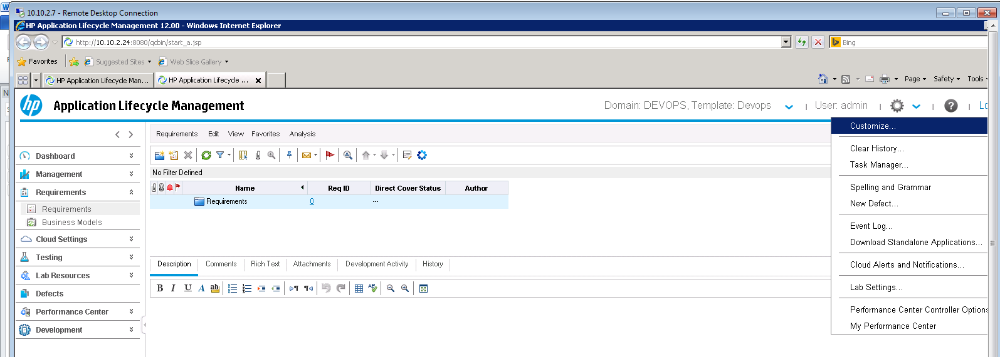 10.10.2.7 - Remote Desktop Connection
HP Application Lifecycle Management 12.00 - Windows Internet Explorer
http://10.10.2.24:8080/qcbin/start_a.jsp
Bing
Favorites Suggested Sites Web Slice Gallery
HP Application Lifecycle Man... HP Application Lifecycle ... Page Safety Tools
hp Application Lifecycle Management Domain: DEVOPS, Template: Devops User: admin ? Lo
Customize...
Clear History...
Task Manager...
Spelling and Grammar
New Defect...
Event Log...
Download Standalone Applications...
Cloud Alerts and Notifications...
Lab Settings...
Performance Center Controller Options
My Performance Center
Dashboard
Management
Requirements
Requirements
Business Models
Cloud Settings
Testing
Lab Resources
Defects
Performance Center
Development
Requirements Edit View Favorites Analysis
No Filter Defined
Name Req ID Direct Cover Status Author
Requirements 0 ---
Description Comments Rich Text Attachments Development Activity History
B I U A ab